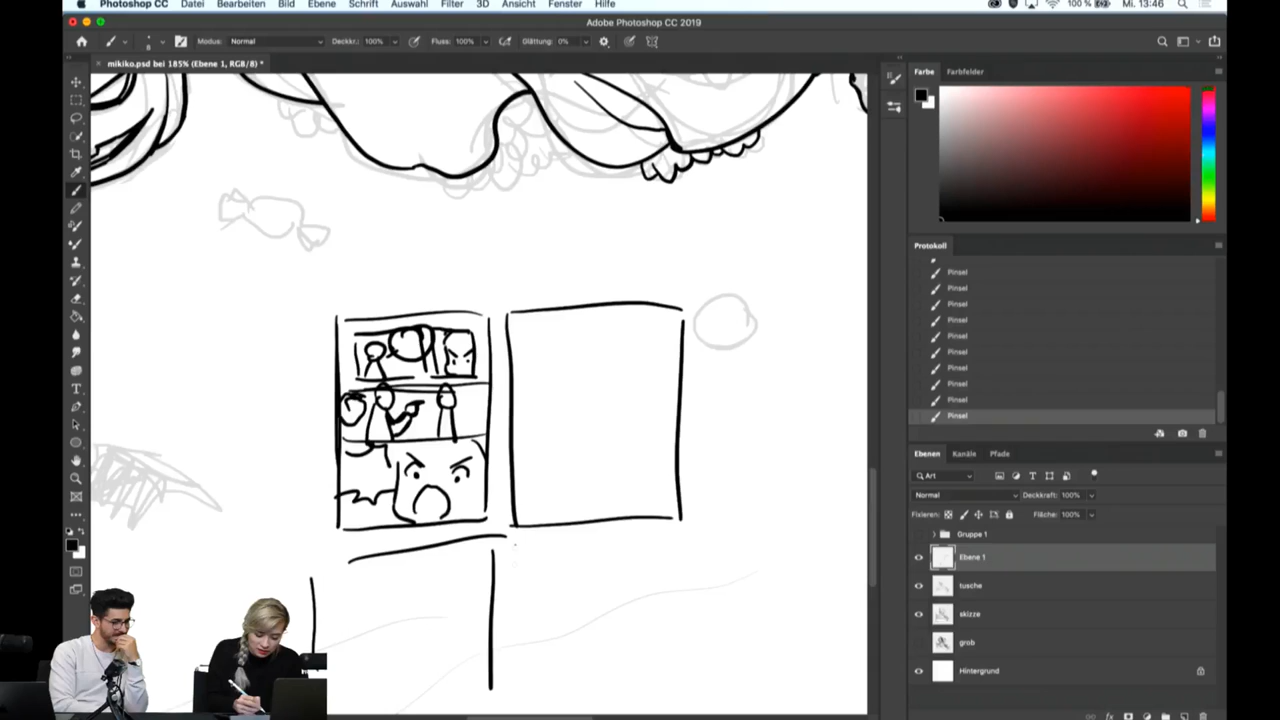 Photoshop CC Datei Bearbeiten Bild Ebene Schrift Auswahl Filter 3D Ansicht Fenster Hilfe 100 % Mi. 13:46
Adobe Photoshop CC 2019
Modus: Normal Deckkr.: 100% Fluss: 100% Glättung: 0%
mikiko.psd bei 185% (Ebene 1, RGB/8) *
Farbe Farbfelder
Protokoll
Pinsel
Pinsel
Pinsel
Pinsel
Pinsel
Pinsel
Pinsel
Pinsel
Pinsel
Pinsel
Ebenen Kanäle Pfade
Art
Normal Deckkraft: 100%
Fixieren: Fläche: 100%
Gruppe 1
Ebene 1
tusche
skizze
grob
Hintergrund
fx